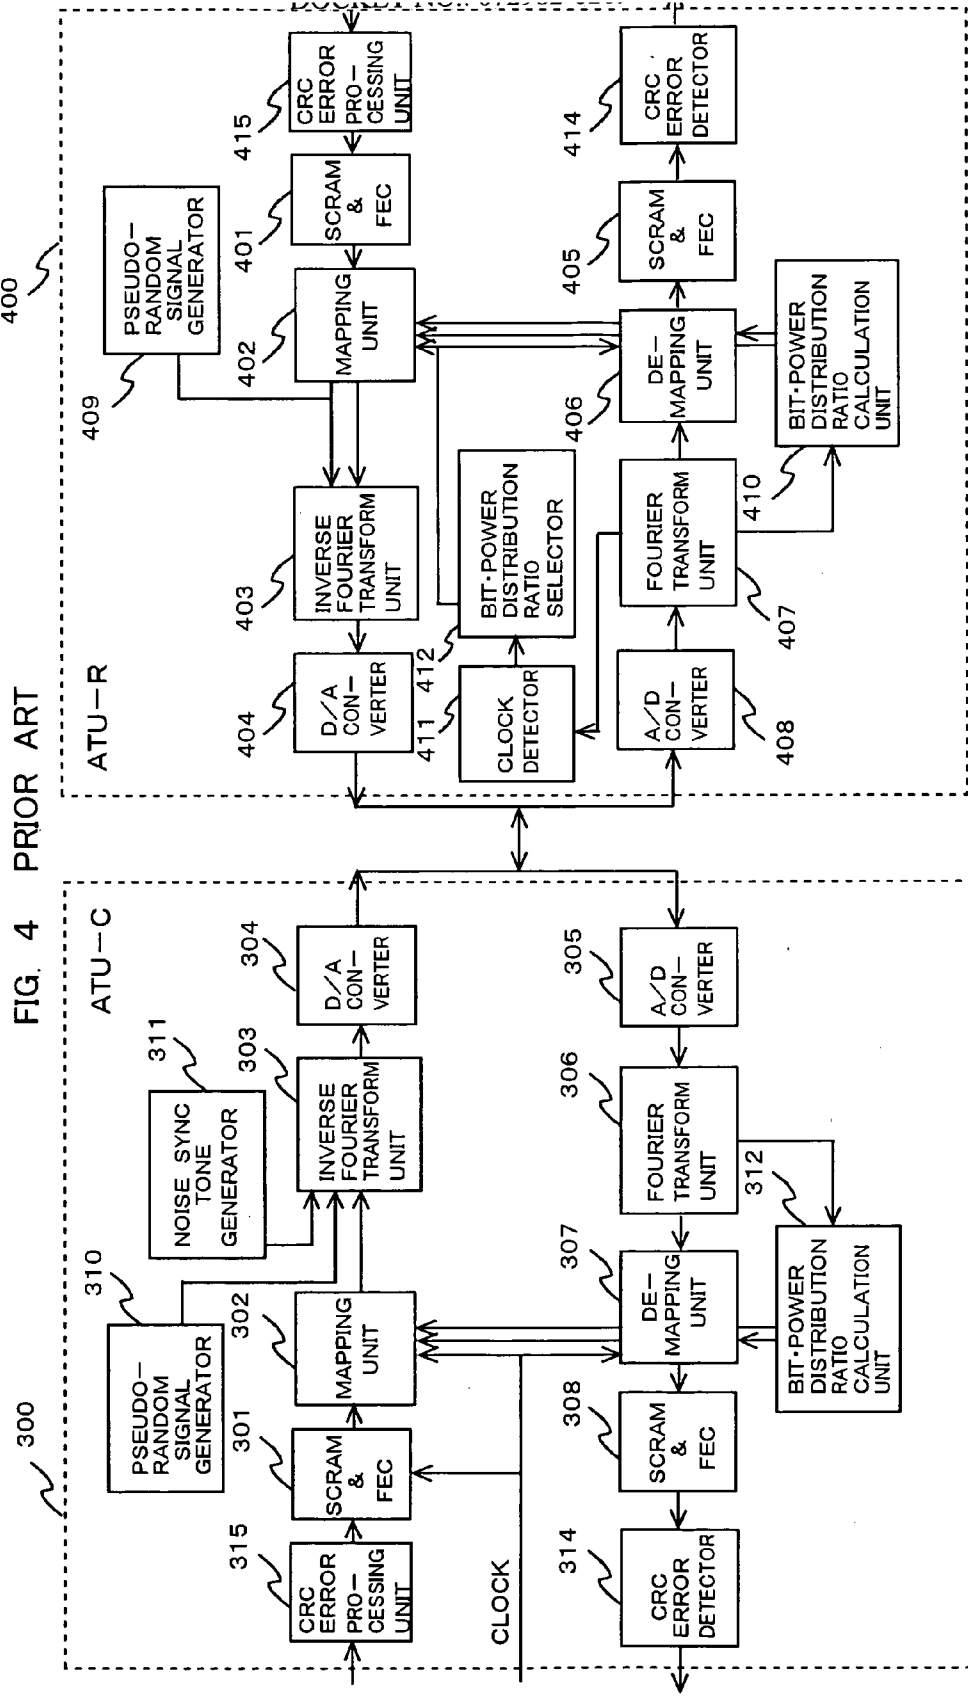 FIG. 4 PRIOR ART
300
ATU-C
315
CRC
ERROR
PRO-
CESSING
UNIT
301
SCRAM
&
FEC
302
MAPPING
UNIT
310
PSEUDO-
RANDOM
SIGNAL
GENERATOR
311
NOISE SYNC
TONE
GENERATOR
303
INVERSE
FOURIER
TRANSFORM
UNIT
304
D/A
CON-
VERTER
CLOCK
314
CRC
ERROR
DETECTOR
308
SCRAM
&
FEC
307
DE-
MAPPING
UNIT
306
FOURIER
TRANSFORM
UNIT
305
A/D
CON-
VERTER
312
BIT·POWER
DISTRIBUTION
RATIO
CALCULATION
UNIT
400
ATU-R
404
D/A
CON-
VERTER
403
INVERSE
FOURIER
TRANSFORM
UNIT
409
PSEUDO-
RANDOM
SIGNAL
GENERATOR
402
MAPPING
UNIT
401
SCRAM
&
FEC
415
CRC
ERROR
PRO-
CESSING
UNIT
411
CLOCK
DETECTOR
412
BIT·POWER
DISTRIBUTION
RATIO
SELECTOR
408
A/D
CON-
VERTER
407
FOURIER
TRANSFORM
UNIT
406
DE-
MAPPING
UNIT
405
SCRAM
&
FEC
414
CRC
ERROR
DETECTOR
410
BIT·POWER
DISTRIBUTION
RATIO
CALCULATION
UNIT